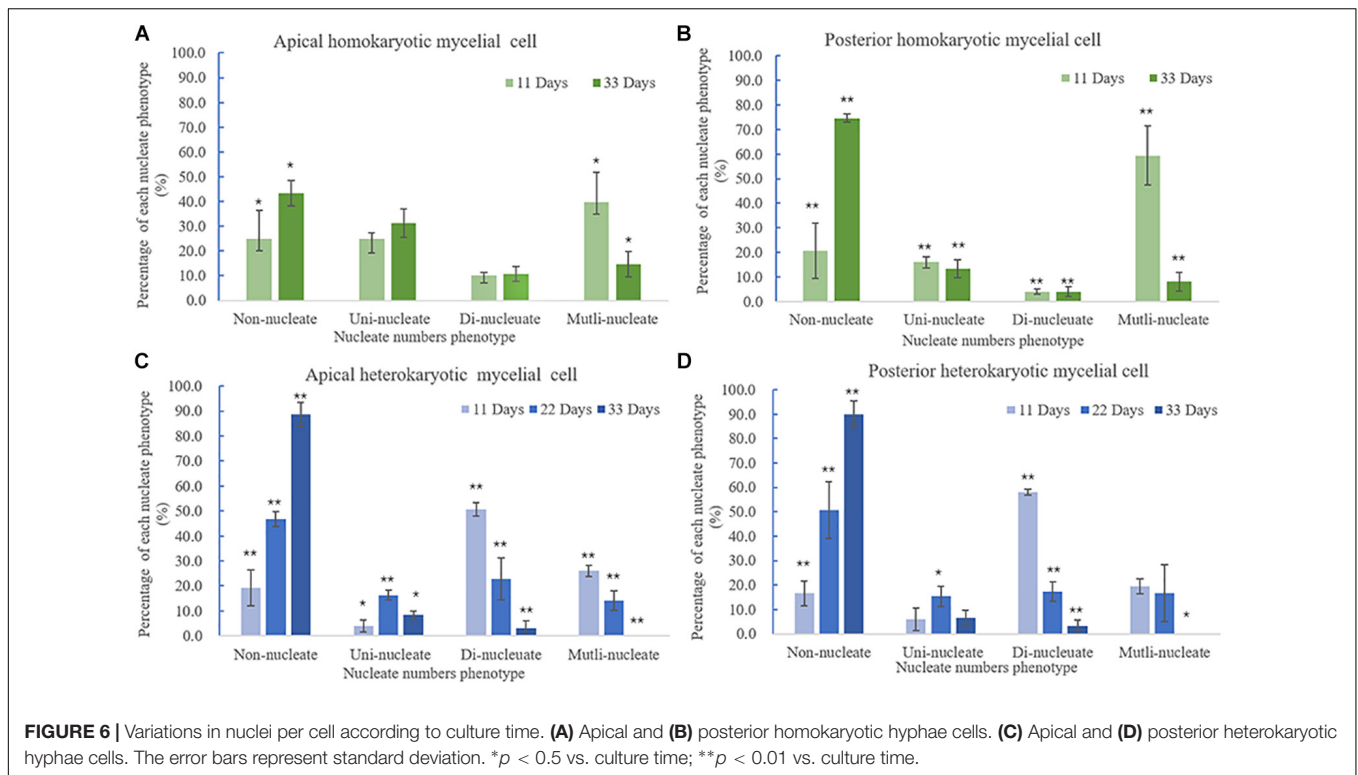 A
Apical homokaryotic mycelial cell
11 Days
33 Days
Percentage of each nucleate phenotype
(%)
100.0
90.0
80.0
70.0
60.0
50.0
40.0
30.0
20.0
10.0
0.0
*
*
*
*
Non-nucleate
Uni-nucleate
Di-nucleuate
Mutli-nucleate
Nucleate numbers phenotype
B
Posterior homokaryotic mycelial cell
11 Days
33 Days
Percentage of each nucleate phenotype
(%)
100.0
90.0
80.0
70.0
60.0
50.0
40.0
30.0
20.0
10.0
0.0
**
**
**
**
**
**
**
**
Non-nucleate
Uni-nucleate
Di-nucleuate
Mutli-nucleate
Nucleate numbers phenotype
C
Apical heterokaryotic mycelial cell
11 Days
22 Days
33 Days
Percentage of each nucleate phenotype
(%)
100.0
90.0
80.0
70.0
60.0
50.0
40.0
30.0
20.0
10.0
0.0
**
**
**
*
**
*
**
**
**
**
**
**
Non-nucleate
Uni-nucleate
Di-nucleuate
Mutli-nucleate
Nucleate numbers phenotype
D
Posterior heterokaryotic mycelial cell
11 Days
22 Days
33 Days
Percentage of each nucleate phenotype
(%)
100.0
90.0
80.0
70.0
60.0
50.0
40.0
30.0
20.0
10.0
0.0
**
**
**
*
**
**
**
*
Non-nucleate
Uni-nucleate
Di-nucleuate
Mutli-nucleate
Nucleate numbers phenotype
FIGURE 6 | Variations in nuclei per cell according to culture time. (A) Apical and (B) posterior homokaryotic hyphae cells. (C) Apical and (D) posterior heterokaryotic
hyphae cells. The error bars represent standard deviation. *p < 0.5 vs. culture time; **p < 0.01 vs. culture time.